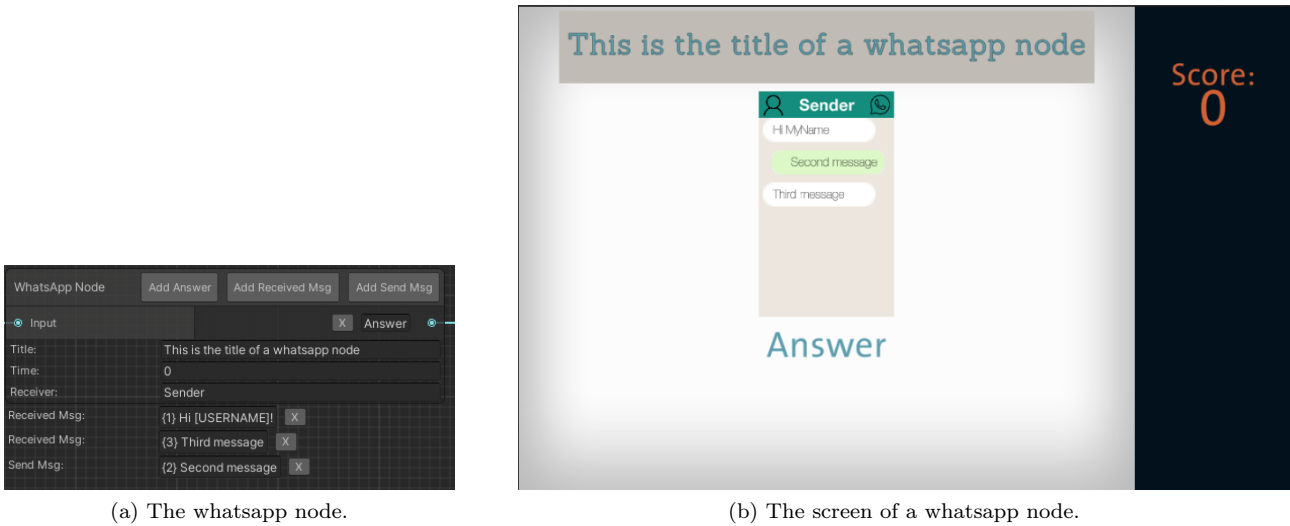 WhatsApp Node Add Answer Add Received Msg Add Send Msg
Input X Answer
Title: This is the title of a whatsapp node
Time: 0
Receiver: Sender
Received Msg: {1} Hi [USERNAME]! X
Received Msg: {3} Third message X
Send Msg: {2} Second message X
(a) The whatsapp node.
This is the title of a whatsapp node
Score:
0
Sender
Hi MyName
Second message
Third message
Answer
(b) The screen of a whatsapp node.